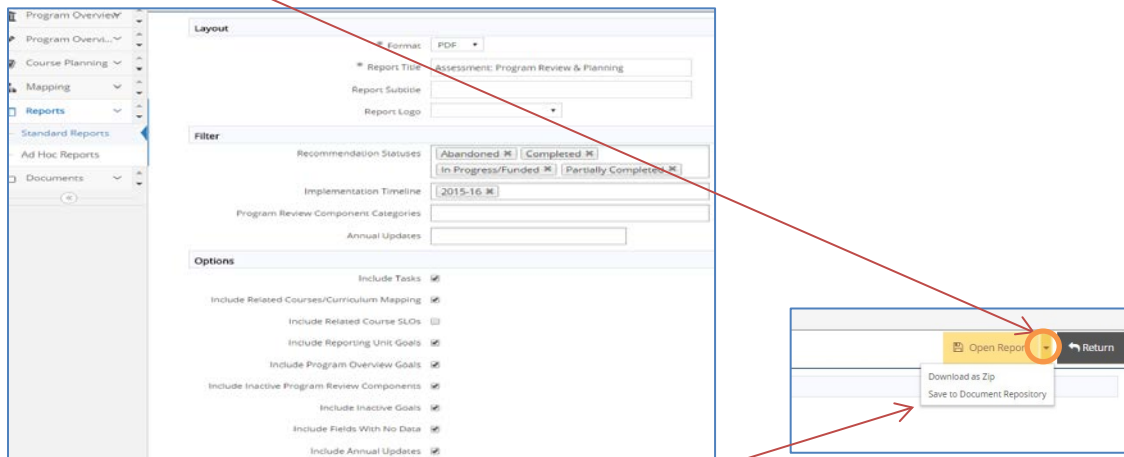 Program Overview
Program Overvi...
Course Planning
Mapping
Reports
Standard Reports
Ad Hoc Reports
Documents
Layout
* Format PDF
* Report Title Assessment: Program Review & Planning
Report Subtitle
Report Logo
Filter
Recommendation Statuses Abandoned ✖ Completed ✖
In Progress/Funded ✖ Partially Completed ✖
Implementation Timeline 2015-16 ✖
Program Review Component Categories
Annual Updates
Options
Include Tasks
Include Related Courses/Curriculum Mapping
Include Related Course SLOs
Include Reporting Unit Goals
Include Program Overview Goals
Include Inactive Program Review Components
Include Inactive Goals
Include Fields With No Data
Include Annual Updates
Open Repor Return
Download as Zip
Save to Document Repository